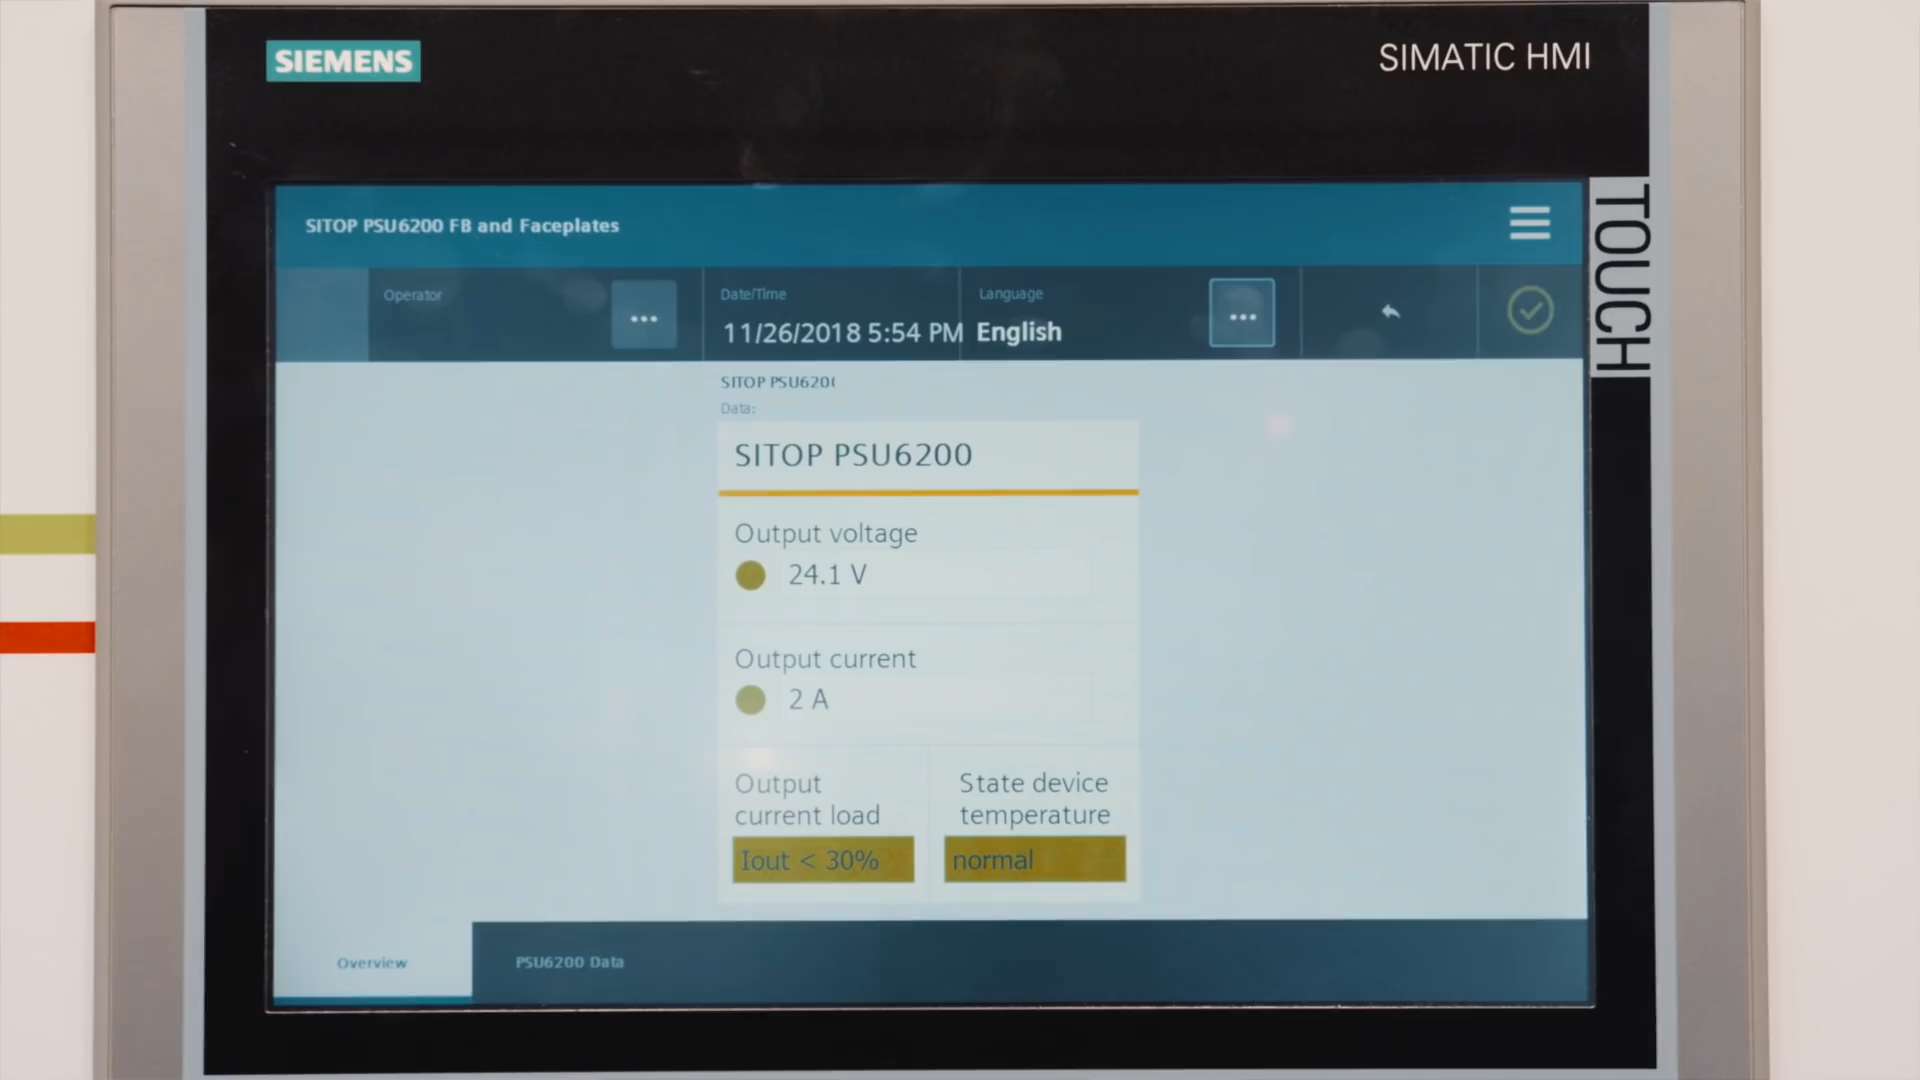 SIEMENS
SIMATIC HMI
TOUCH
SITOP PSU6200 FB and Faceplates
Operator
...
Date/Time
11/26/2018 5:54 PM
Language
English
...
SITOP PSU620
Data:
SITOP PSU6200
Output voltage
24.1 V
Output current
2 A
Output
current load
Iout < 30%
State device
temperature
normal
Overview
PSU6200 Data